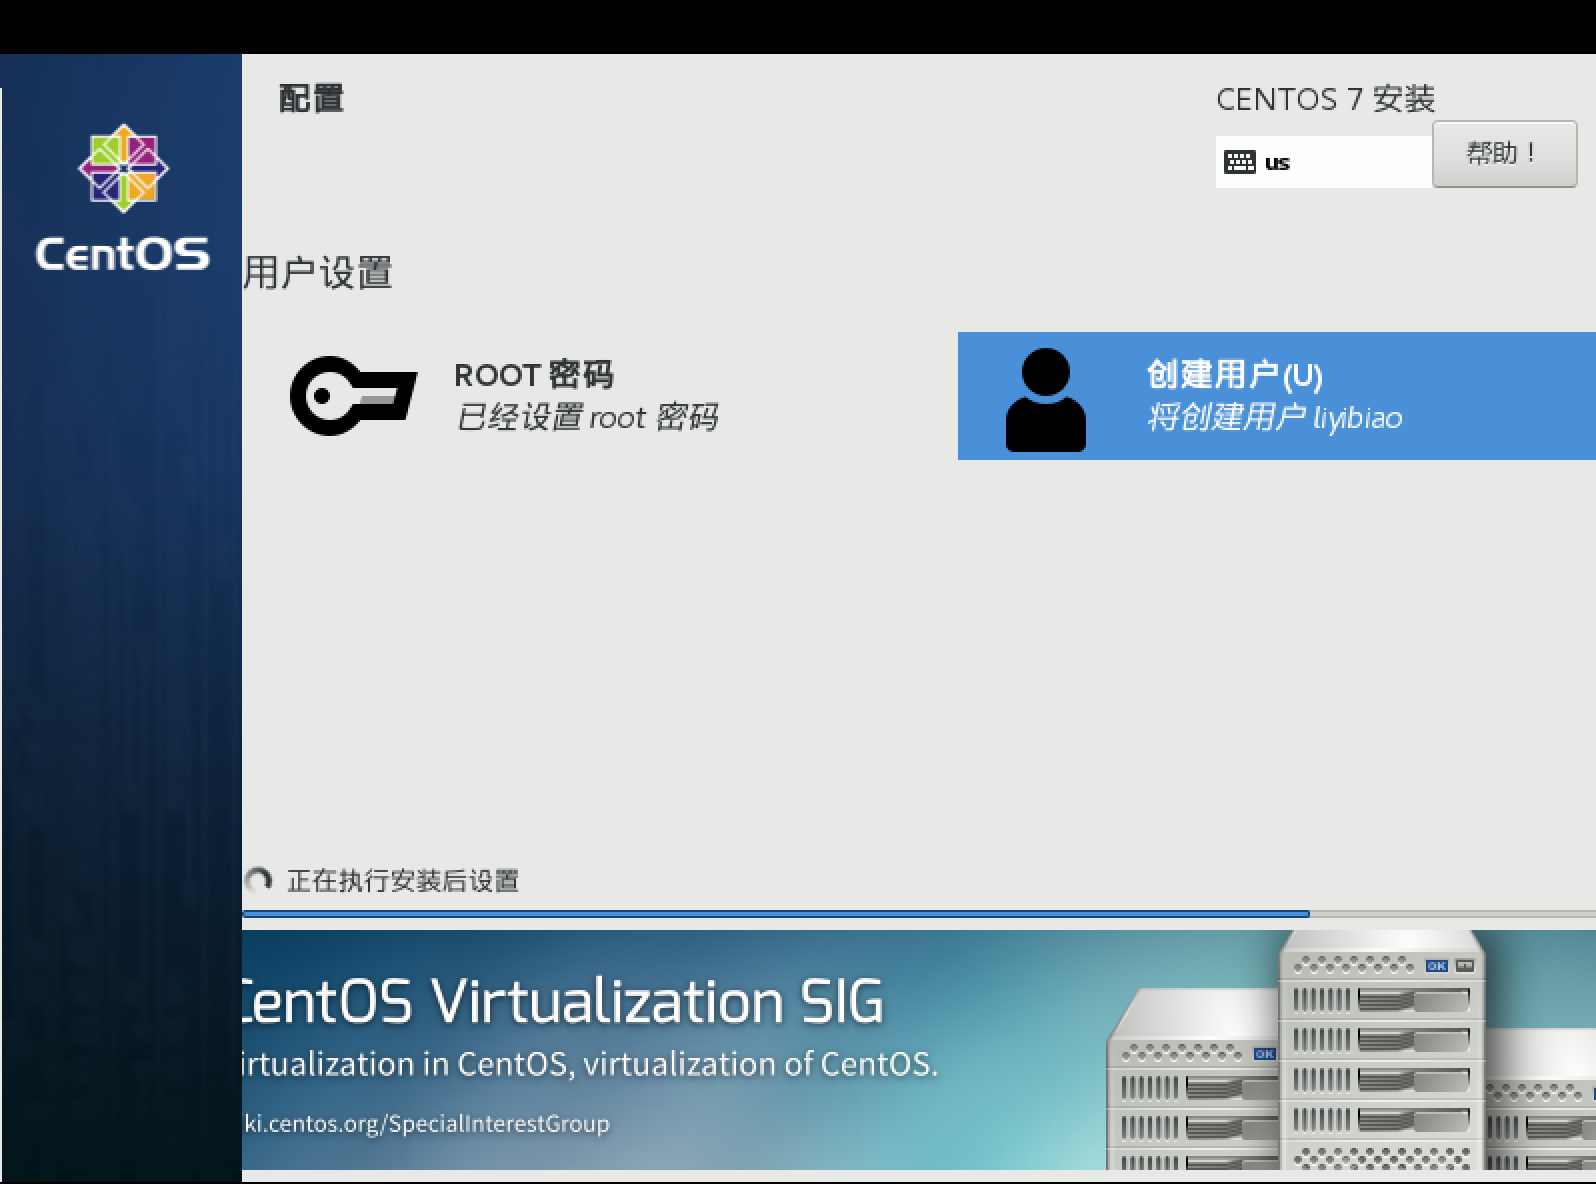 配置
CENTOS 7 安装
us
帮助！
CentOS
用户设置
ROOT 密码
已经设置 root 密码
创建用户(U)
将创建用户 liyibiao
正在执行安装后设置
CentOS Virtualization SIG
irtualization in CentOS, virtualization of CentOS.
ki.centos.org/SpecialInterestGroup
OK
OK